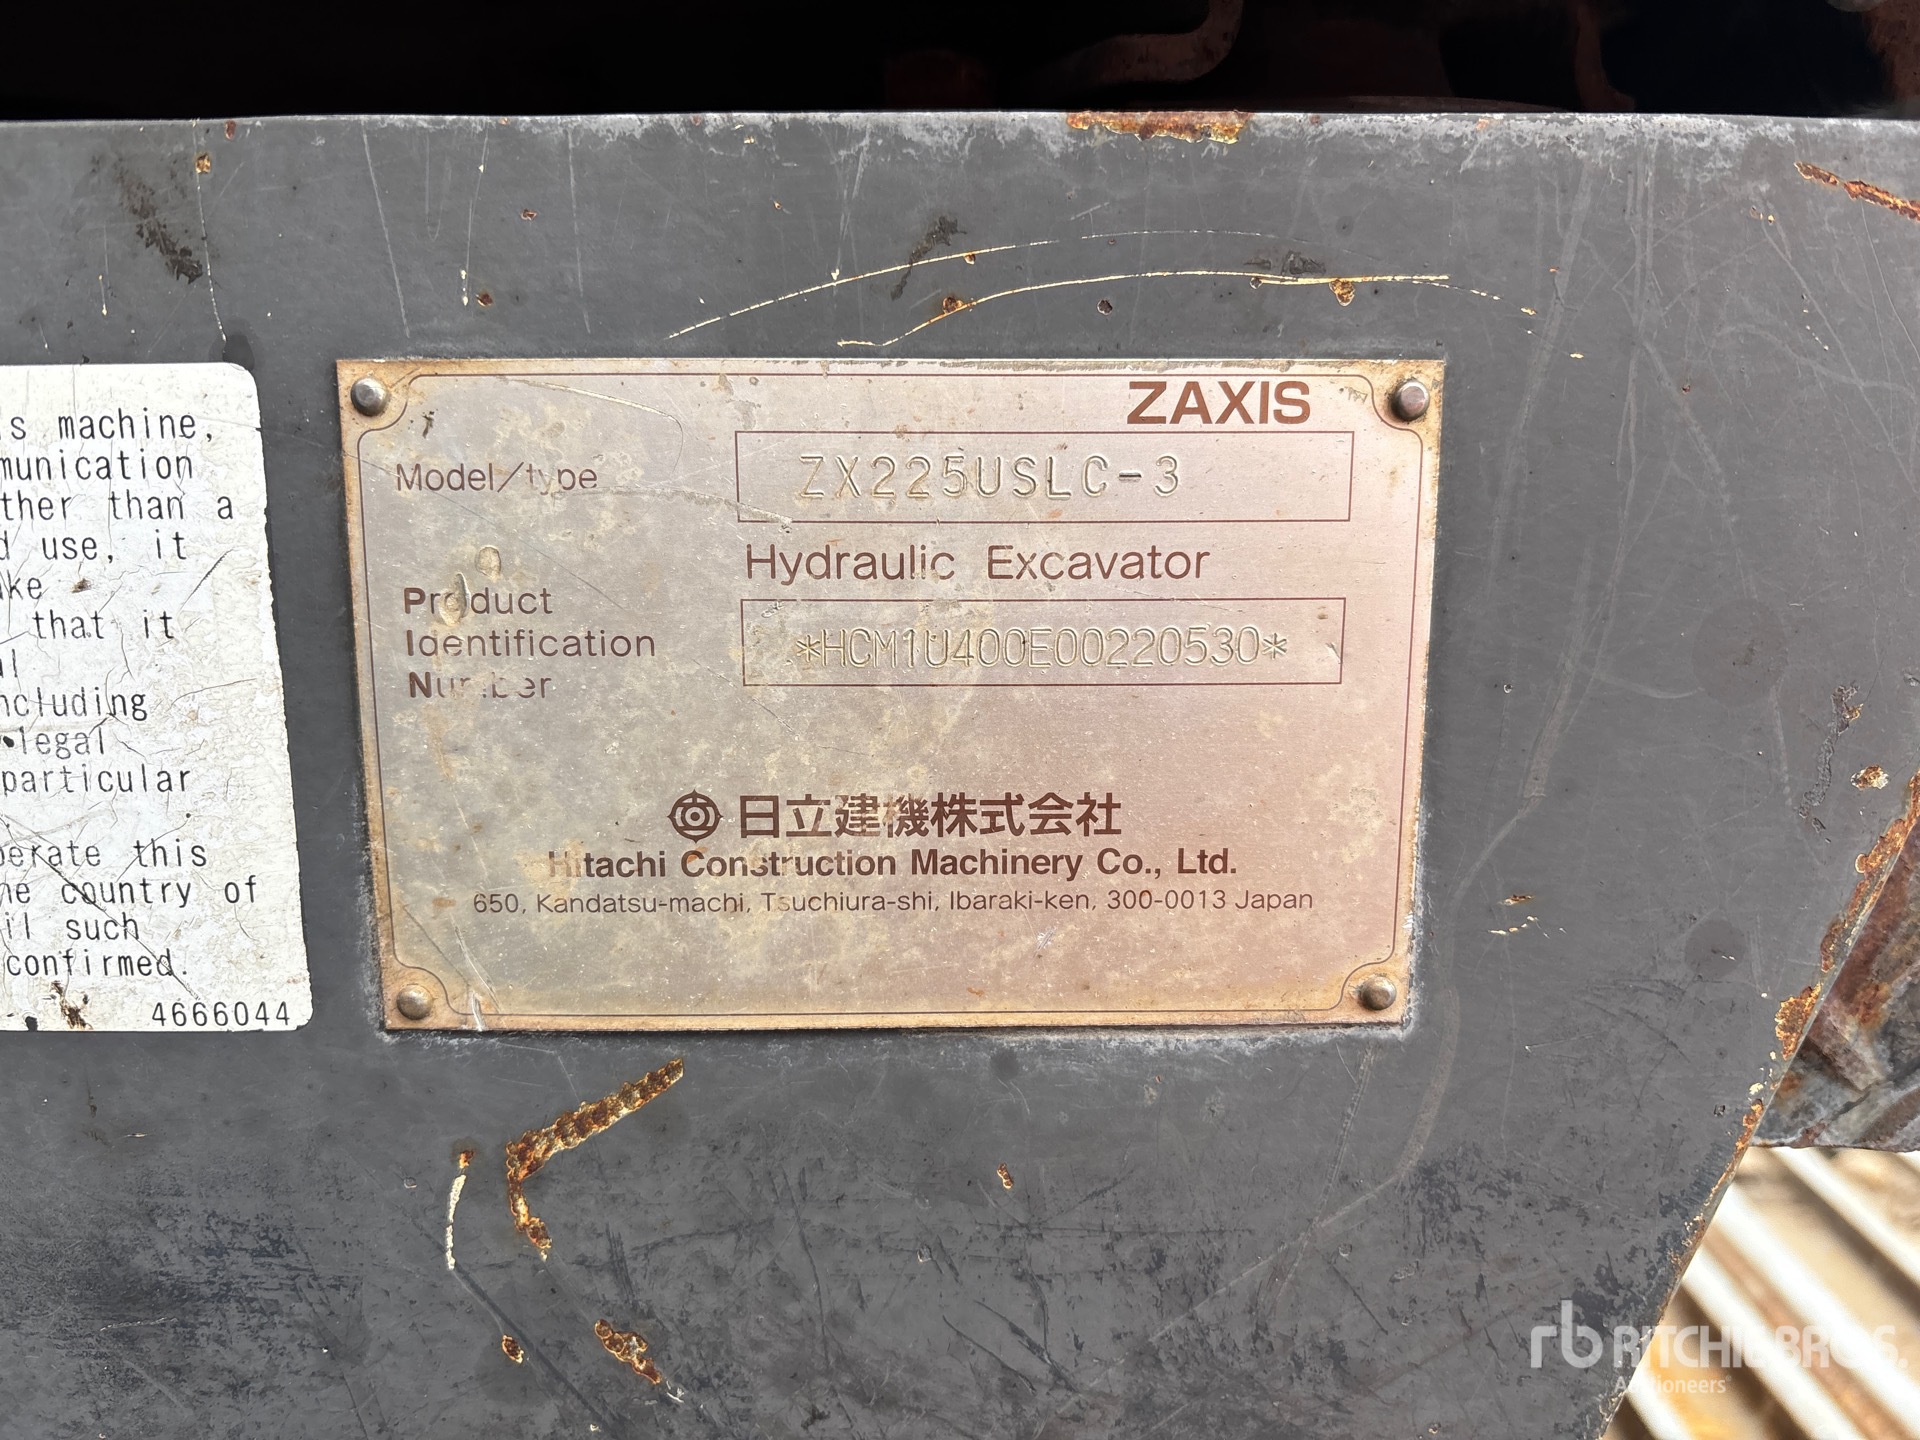 s machine,
munication
ther than a
d use, it
ke
that it
al
ncluding
legal
particular
perate this
he country of
il such
confirmed.
4666044
ZAXIS
Model/type
ZX225USLC-3
Hydraulic Excavator
Product
Identification
Number
*HCM1U400E00220530*
日立建機株式会社
Hitachi Construction Machinery Co., Ltd.
650, Kandatsu-machi, Tsuchiura-shi, Ibaraki-ken, 300-0013 Japan
rb RITCHIE BROS.
Auctioneers